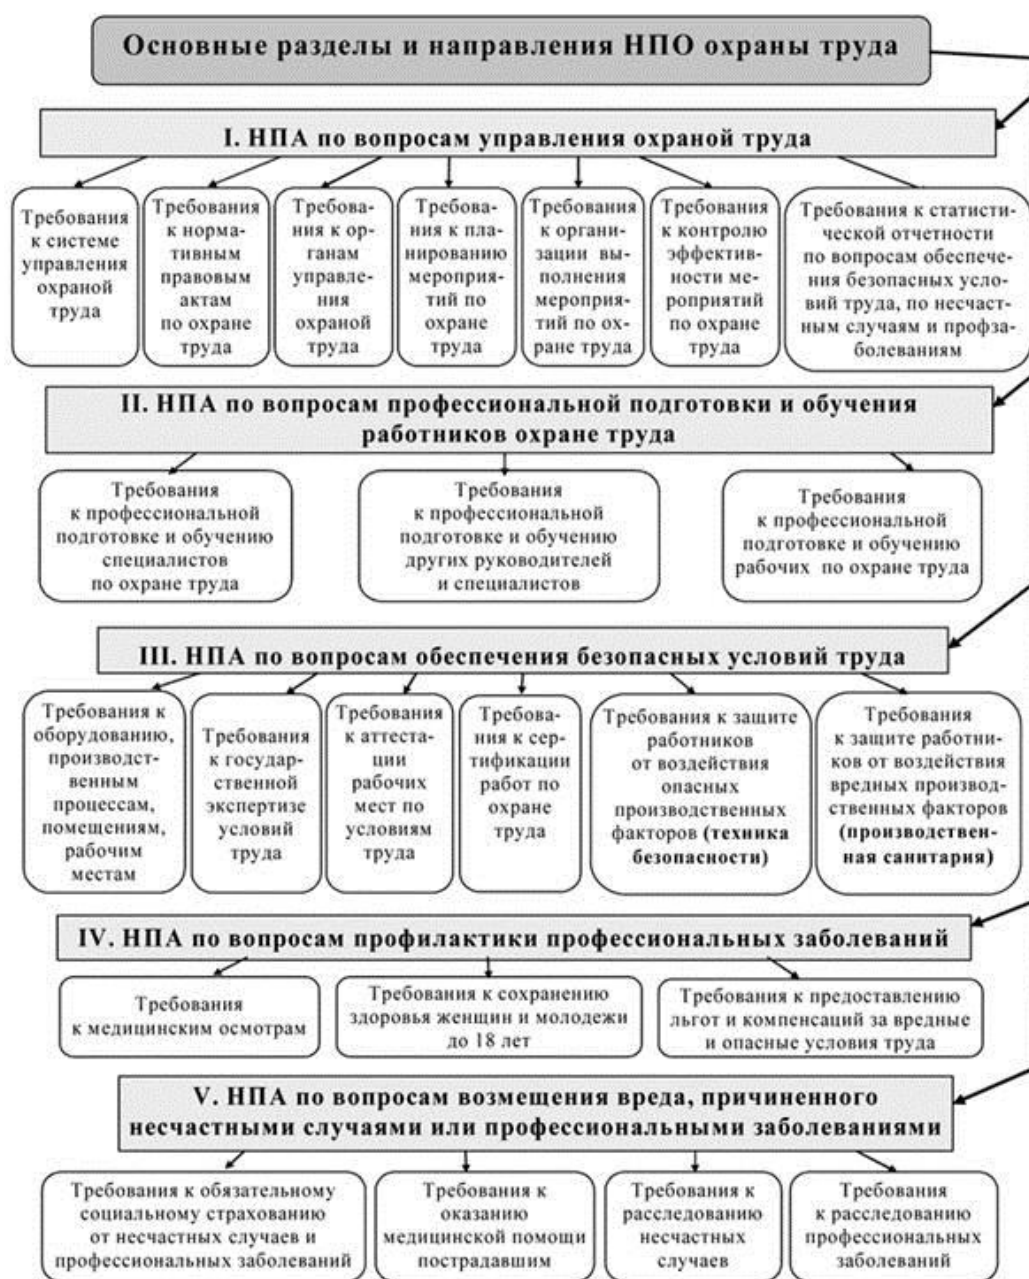 Основные разделы и направления НПО охраны труда
I. НПА по вопросам управления охраной труда
Требования
к системе
управления
охраной
труда
Требования
к норма-
тивным
правовым
актам
по охране
труда
Требова-
ния к ор-
ганам
управле-
ния
охраной
труда
Требова-
ния к пла-
нированию
мероприя-
тий по
охране
труда
Требования
к органи-
зации вы-
полнения
мероприя-
тий по ох-
ране труда
Требования
к контролю
эффектив-
ности ме-
роприятий
по охране
труда
Требования к статисти-
ческой отчетности
по вопросам обеспече-
ния безопасных усло-
вий труда, по несчаст-
ным случаям и профза-
болеваниям
II. НПА по вопросам профессиональной подготовки и обучения
работников охране труда
Требования
к профессиональной
подготовке и обучению
специалистов
по охране труда
Требования
к профессиональной
подготовке и обучению
других руководителей
и специалистов
Требования
к профессиональной
подготовке и обучению
рабочих по охране труда
III. НПА по вопросам обеспечения безопасных условий труда
Требования к
оборудованию,
производст-
венным
процессам,
помещениям,
рабочим
местам
Требования
к государ-
ственной
экспертизе
условий
труда
Требования
к аттеста-
ции
рабочих
мест по
условиям
труда
Требова-
ния к сер-
тификации
работ по
охране
труда
Требования к защите
работников
от воздействия
опасных
производственных
факторов (техника
безопасности)
Требования
к защите работни-
ков от воздействия
вредных производ-
ственных факторов
(производствен-
ная санитария)
IV. НПА по вопросам профилактики профессиональных заболеваний
Требования
к медицинским осмотрам
Требования к сохранению
здоровья женщин и молодежи
до 18 лет
Требования к предоставлению
льгот и компенсаций за вредные
и опасные условия труда
V. НПА по вопросам возмещения вреда, причиненного
несчастными случаями или профессиональными заболеваниями
Требования к обязательному
социальному страхованию
от несчастных случаев и
профессиональных заболеваний
Требования к
оказанию
медицинской помощи
пострадавшим
Требования к
расследованию
несчастных
случаев
Требования
к расследованию
профессиональных
заболеваний